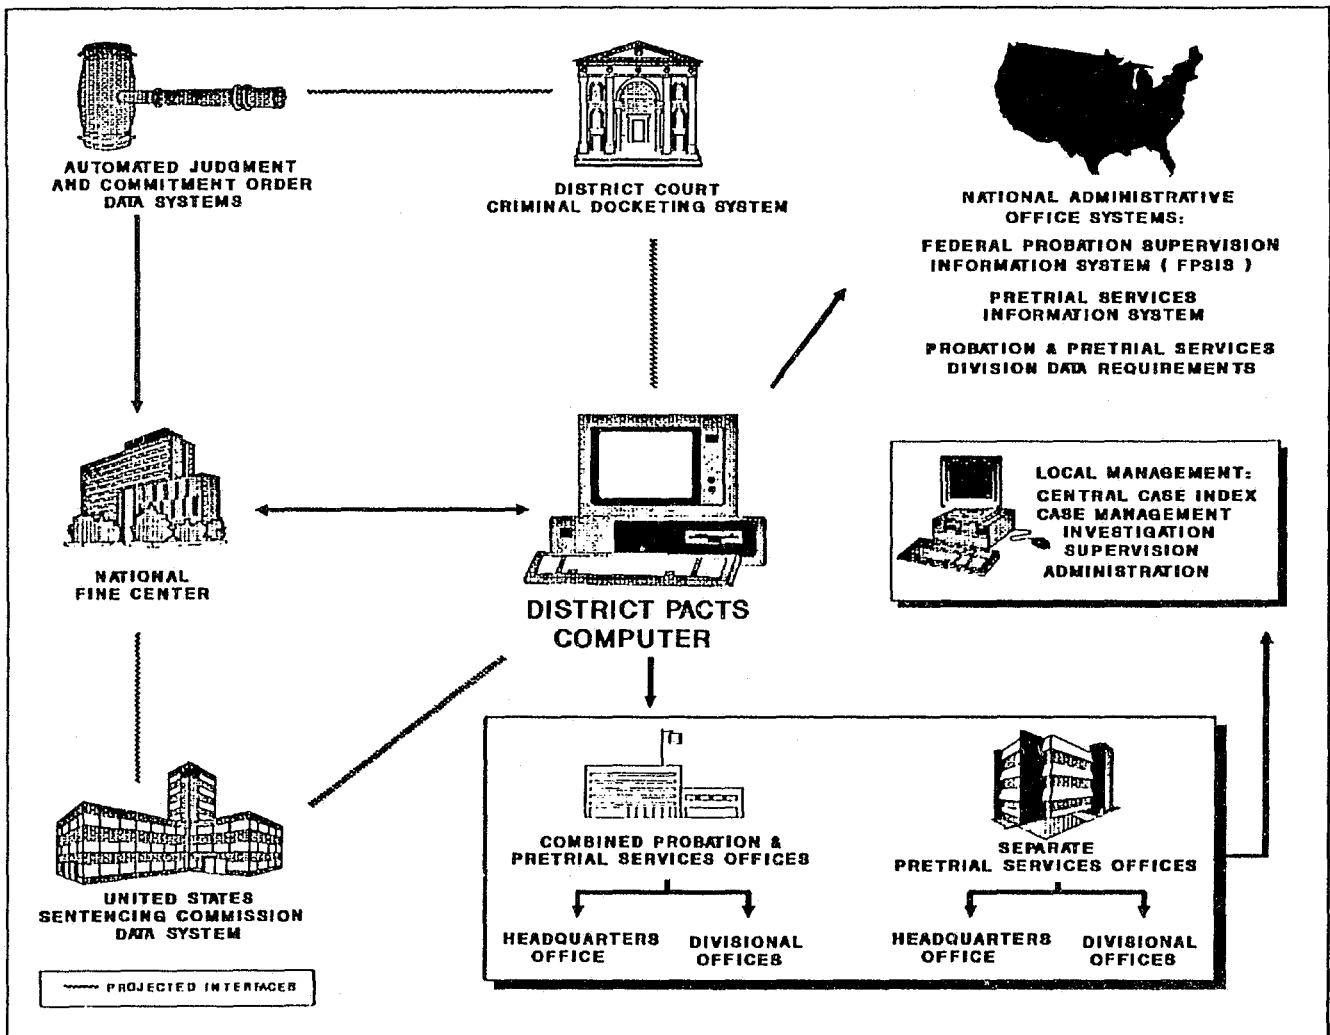 AUTOMATED JUDGMENT
AND COMMITMENT ORDER
DATA SYSTEMS
DISTRICT COURT
CRIMINAL DOCKETING SYSTEM
NATIONAL ADMINISTRATIVE
OFFICE SYSTEMS:
FEDERAL PROBATION SUPERVISION
INFORMATION SYSTEM ( FPSIS )
PRETRIAL SERVICES
INFORMATION SYSTEM
PROBATION & PRETRIAL SERVICES
DIVISION DATA REQUIREMENTS
NATIONAL
FINE CENTER
DISTRICT PACTS
COMPUTER
LOCAL MANAGEMENT:
CENTRAL CASE INDEX
CASE MANAGEMENT
INVESTIGATION
SUPERVISION
ADMINISTRATION
UNITED STATES
SENTENCING COMMISSION
DATA SYSTEM
COMBINED PROBATION &
PRETRIAL SERVICES OFFICES
HEADQUARTERS
OFFICE
DIVISIONAL
OFFICES
SEPARATE
PRETRIAL SERVICES OFFICES
HEADQUARTERS
OFFICE
DIVISIONAL
OFFICES
PROJECTED INTERFACES